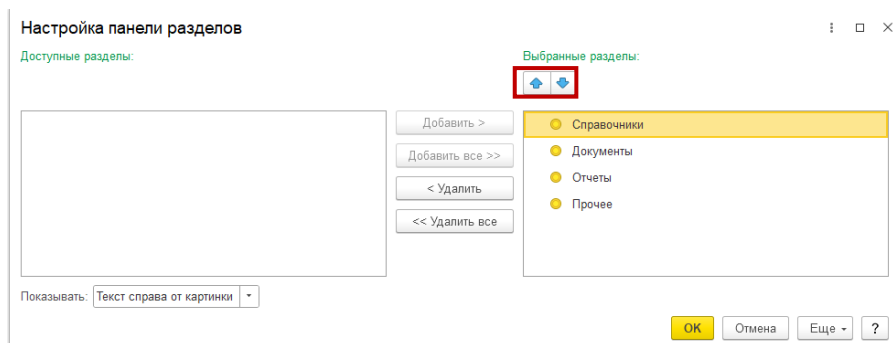 Настройка панели разделов
Доступные разделы:
Выбранные разделы:
Добавить >
Добавить все >>
< Удалить
<< Удалить все
Справочники
Документы
Отчеты
Прочее
Показывать: Текст справа от картинки
ОК Отмена Еще ?